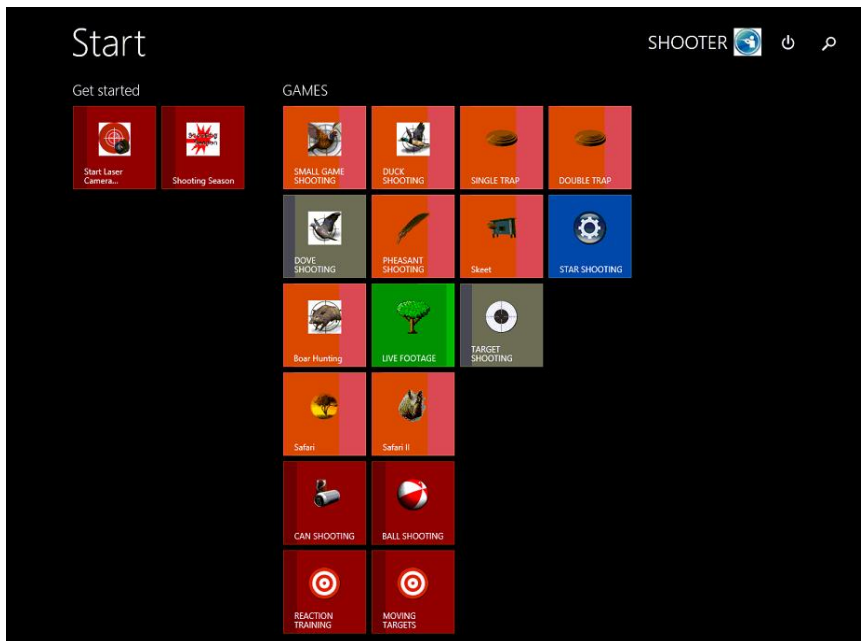 Start
SHOOTER
Get started
GAMES
Start Laser
Camera...
Shooting Season
SMALL GAME
SHOOTING
DUCK
SHOOTING
SINGLE TRAP
DOUBLE TRAP
DOVE
SHOOTING
PHEASANT
SHOOTING
Skeet
STAR SHOOTING
Boar Hunting
LIVE FOOTAGE
TARGET
SHOOTING
Safari
Safari II
CAN SHOOTING
BALL SHOOTING
REACTION
TRAINING
MOVING
TARGETS